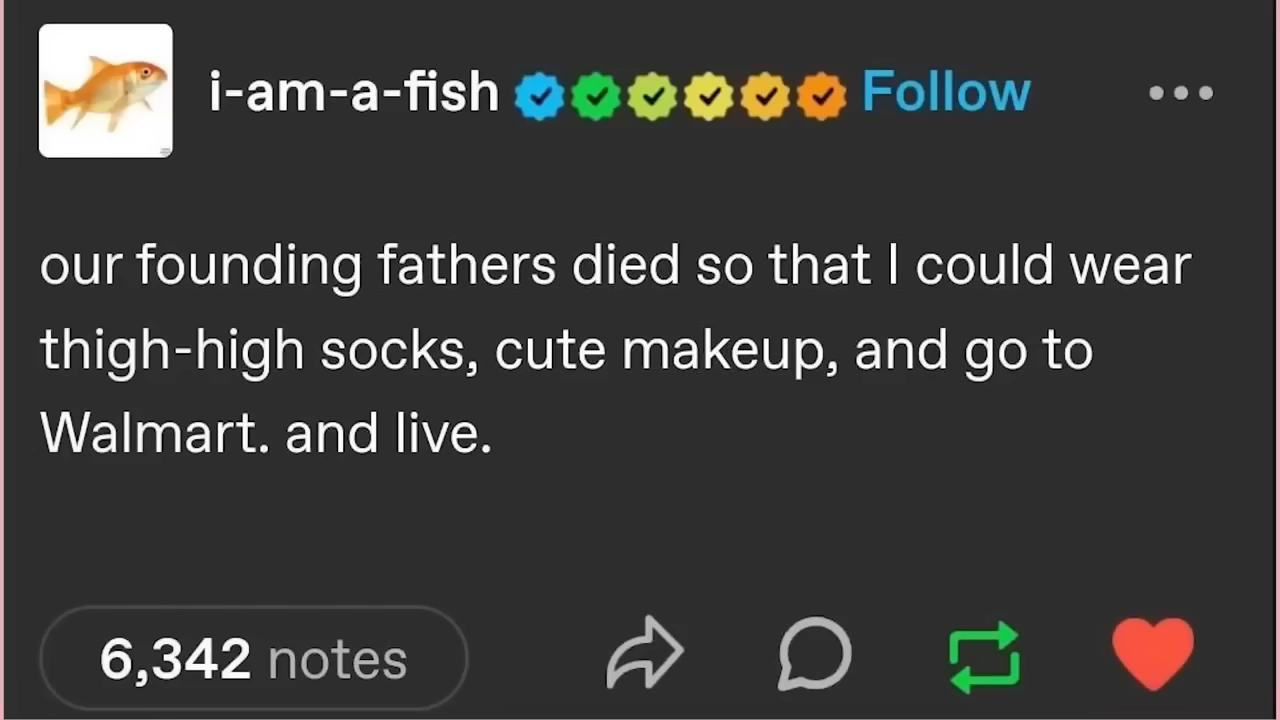 i-am-a-fish Follow
our founding fathers died so that I could wear
thigh-high socks, cute makeup, and go to
Walmart. and live.
6,342 notes